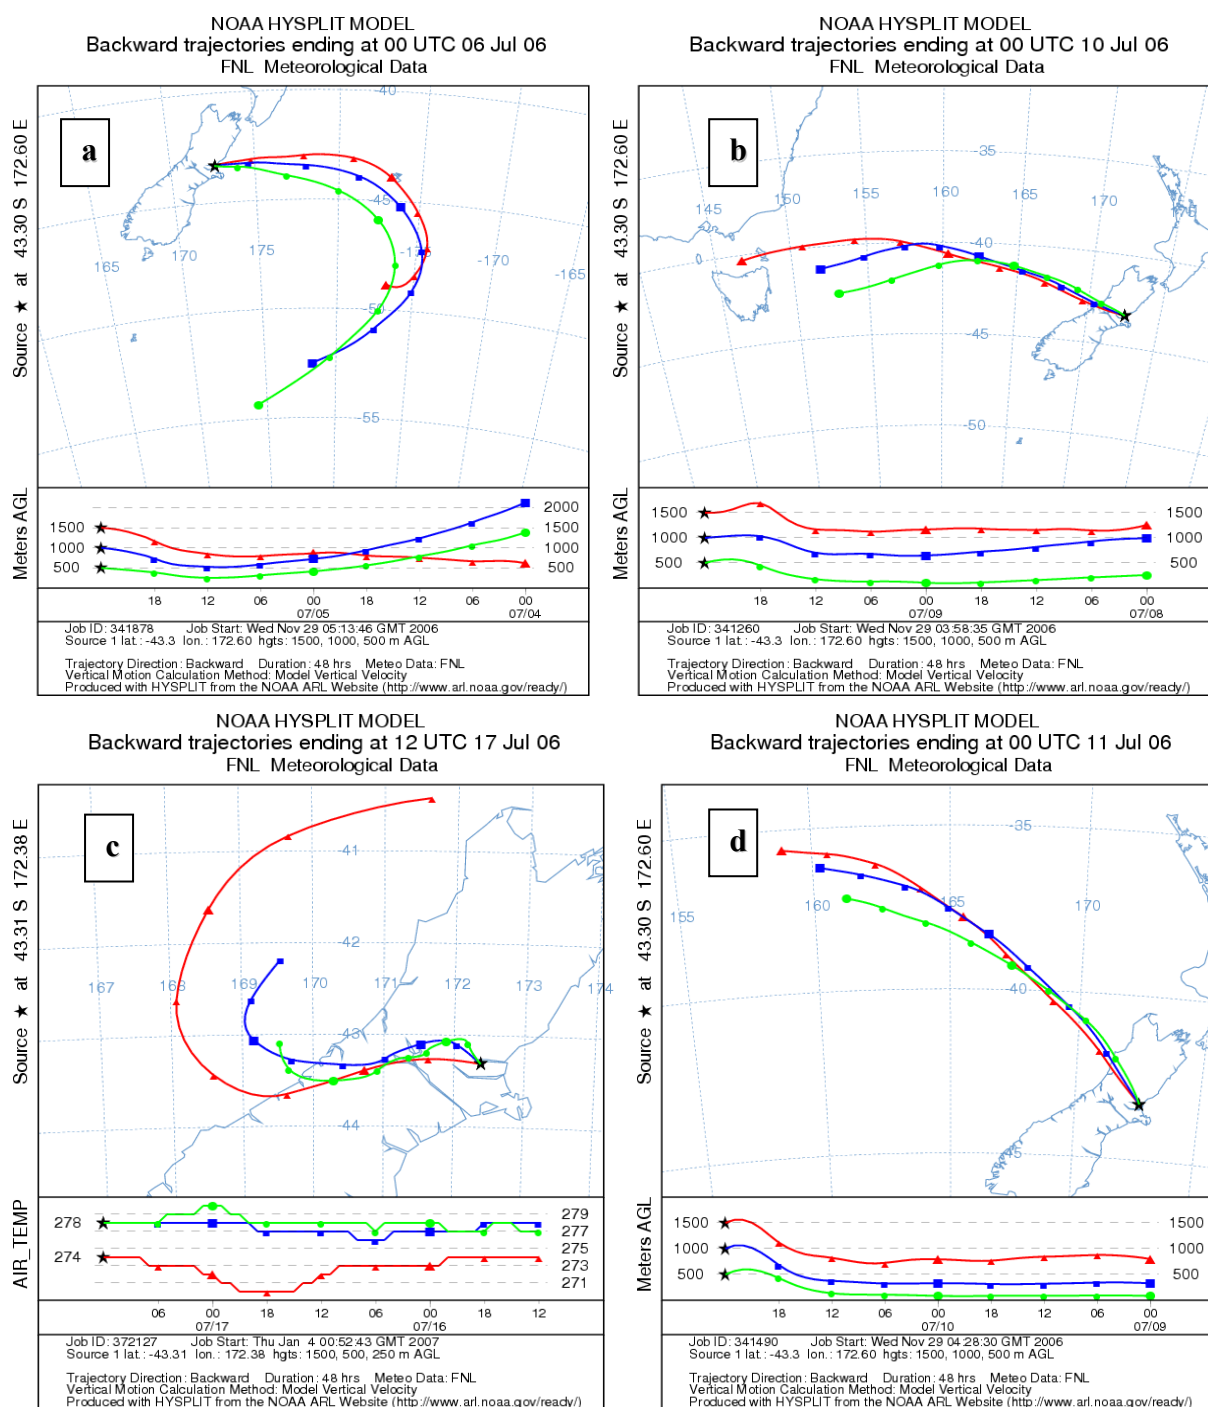 NOAA HYSPLIT MODEL
Backward trajectories ending at 00 UTC 06 Jul 06
FNL Meteorological Data
Source ★ at 43.30 S 172.60 E
a
-40
-45
-170
-175
-170
-165
165
170
175
-50
-55
Meters AGL
1500
1000
500
2000
1500
1000
500
18 12 06 00 18 12 06 00
07/05 07/04
Job ID: 341878 Job Start: Wed Nov 29 05:13:46 GMT 2006
Source 1 lat.: -43.3 lon.: 172.60 hgts: 1500, 1000, 500 m AGL
Trajectory Direction: Backward Duration: 48 hrs Meteo Data: FNL
Vertical Motion Calculation Method: Model Vertical Velocity
Produced with HYSPLIT from the NOAA ARL Website (http://www.arl.noaa.gov/ready/)
NOAA HYSPLIT MODEL
Backward trajectories ending at 00 UTC 10 Jul 06
FNL Meteorological Data
Source ★ at 43.30 S 172.60 E
b
-35
145 150 155 160 165 170 175
-40
-45
-50
Meters AGL
1500
1000
500
1500
1000
500
18 12 06 00 18 12 06 00
07/09 07/08
Job ID: 341260 Job Start: Wed Nov 29 03:58:35 GMT 2006
Source 1 lat.: -43.3 lon.: 172.60 hgts: 1500, 1000, 500 m AGL
Trajectory Direction: Backward Duration: 48 hrs Meteo Data: FNL
Vertical Motion Calculation Method: Model Vertical Velocity
Produced with HYSPLIT from the NOAA ARL Website (http://www.arl.noaa.gov/ready/)
NOAA HYSPLIT MODEL
Backward trajectories ending at 12 UTC 17 Jul 06
FNL Meteorological Data
Source ★ at 43.31 S 172.38 E
c
-41
-42
167 168 169 170 171 172 173 174
-43
-44
AIR_TEMP
278
274
279
277
275
273
271
06 00 18 12 06 00 18 12
07/17 07/16
Job ID: 372127 Job Start: Thu Jan 4 00:52:43 GMT 2007
Source 1 lat.: -43.31 lon.: 172.38 hgts: 1500, 500, 250 m AGL
Trajectory Direction: Backward Duration: 48 hrs Meteo Data: FNL
Vertical Motion Calculation Method: Model Vertical Velocity
Produced with HYSPLIT from the NOAA ARL Website (http://www.arl.noaa.gov/ready/)
NOAA HYSPLIT MODEL
Backward trajectories ending at 00 UTC 11 Jul 06
FNL Meteorological Data
Source ★ at 43.30 S 172.60 E
d
-35
155 160 165 170
-40
-45
Meters AGL
1500
1000
500
1500
1000
500
18 12 06 00 18 12 06 00
07/10 07/09
Job ID: 341490 Job Start: Wed Nov 29 04:28:30 GMT 2006
Source 1 lat.: -43.3 lon.: 172.60 hgts: 1500, 1000, 500 m AGL
Trajectory Direction: Backward Duration: 48 hrs Meteo Data: FNL
Vertical Motion Calculation Method: Model Vertical Velocity
Produced with HYSPLIT from the NOAA ARL Website (http://www.arl.noaa.gov/ready/)